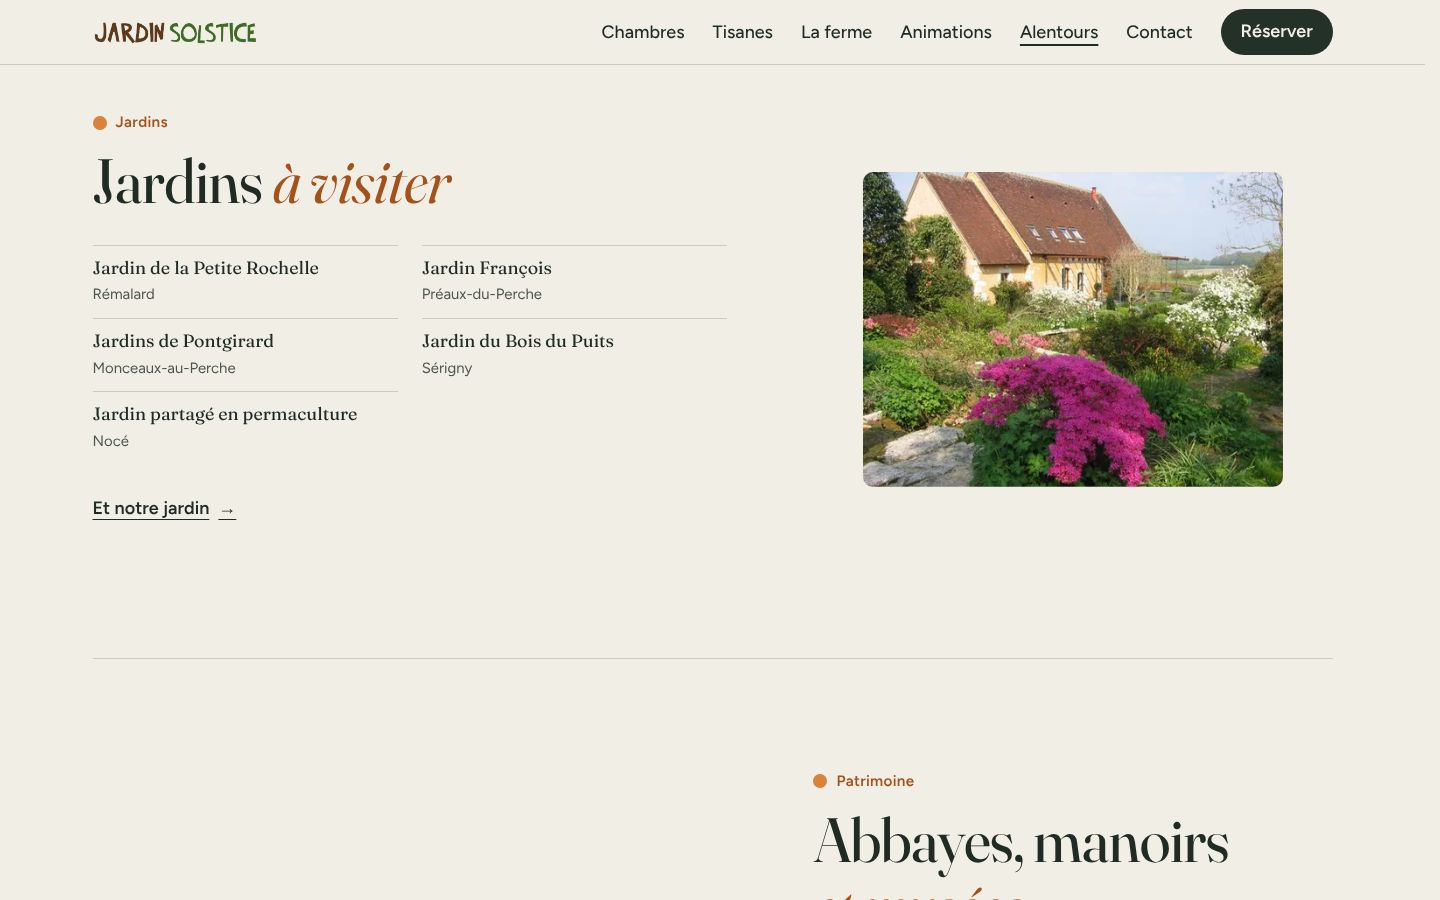 JARDIN SOLSTICE
Chambres
Tisanes
La ferme
Animations
Alentours
Contact
Réserver
Jardins
Jardins à visiter
Jardin de la Petite Rochelle
Rémalard
Jardin François
Préaux-du-Perche
Jardins de Pontgirard
Monceaux-au-Perche
Jardin du Bois du Puits
Sérigny
Jardin partagé en permaculture
Nocé
Et notre jardin →
Patrimoine
Abbayes, manoirs